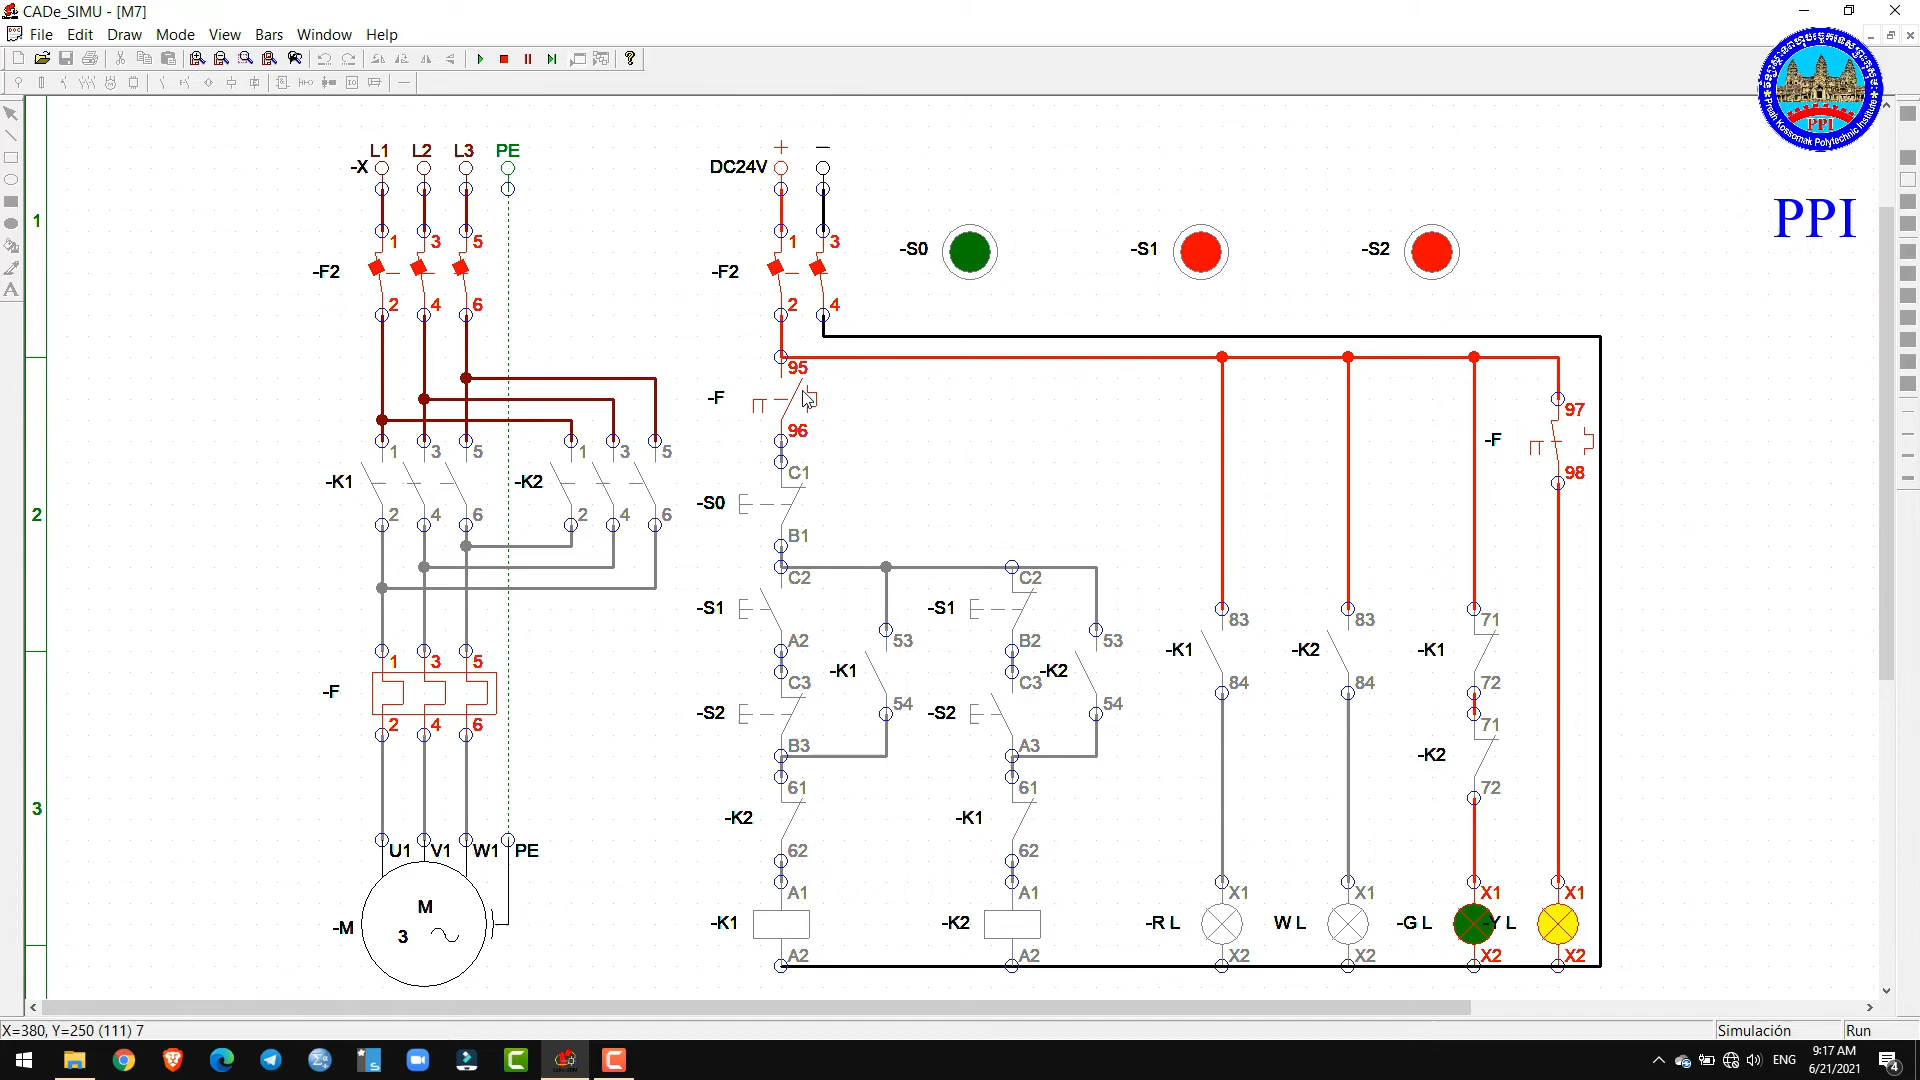 CADe_SIMU - [M7]
File Edit Draw Mode View Bars Window Help
Preah Kossomak Polytechnic Institute
PPI
PPI
1
2
3
-X L1 L2 L3 PE
1 3 5
-F2
2 4 6
-K1 1 3 5
2 4 6
-K2 1 3 5
2 4 6
1 3 5
-F
2 4 6
U1 V1 W1 PE
-M
M
3
DC24V + −
1 3
-F2
2 4
-S0 -S1 -S2
95
-F
96
C1
-S0
B1
C2
-S1
A2
C3
-S2
B3
53
-K1
54
61
-K2
62
A1
-K1
A2
C2
-S1
B2
C3
-S2
A3
53
-K2
54
61
-K1
62
A1
-K2
A2
83
-K1
84
X1
-R L
X2
83
-K2
84
X1
W L
X2
71
-K1
72
71
-K2
72
X1
-G L
X2
97
-F
98
X1
-Y L
X2
X=380, Y=250 (111) 7
Simulación
Run
ENG
9:17 AM
6/21/2021
4